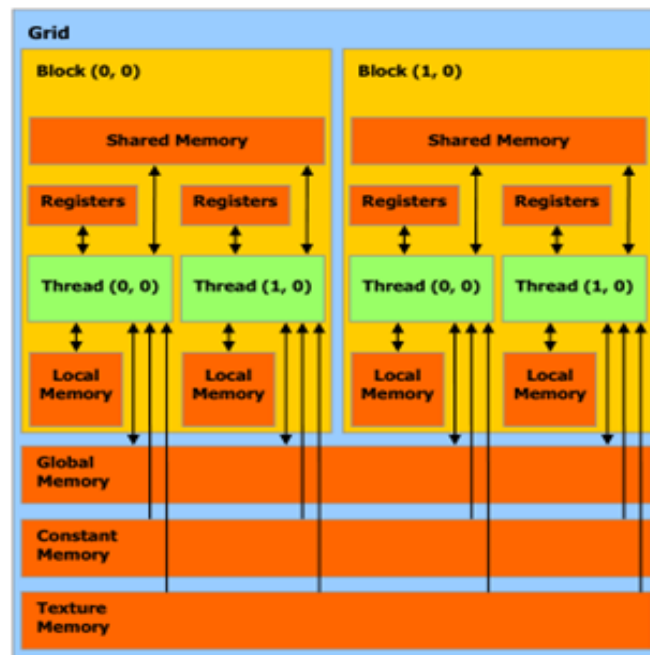 Grid
Block (0, 0)
Block (1, 0)
Shared Memory
Shared Memory
Registers
Registers
Registers
Registers
Thread (0, 0)
Thread (1, 0)
Thread (0, 0)
Thread (1, 0)
Local
Memory
Local
Memory
Local
Memory
Local
Memory
Global
Memory
Constant
Memory
Texture
Memory